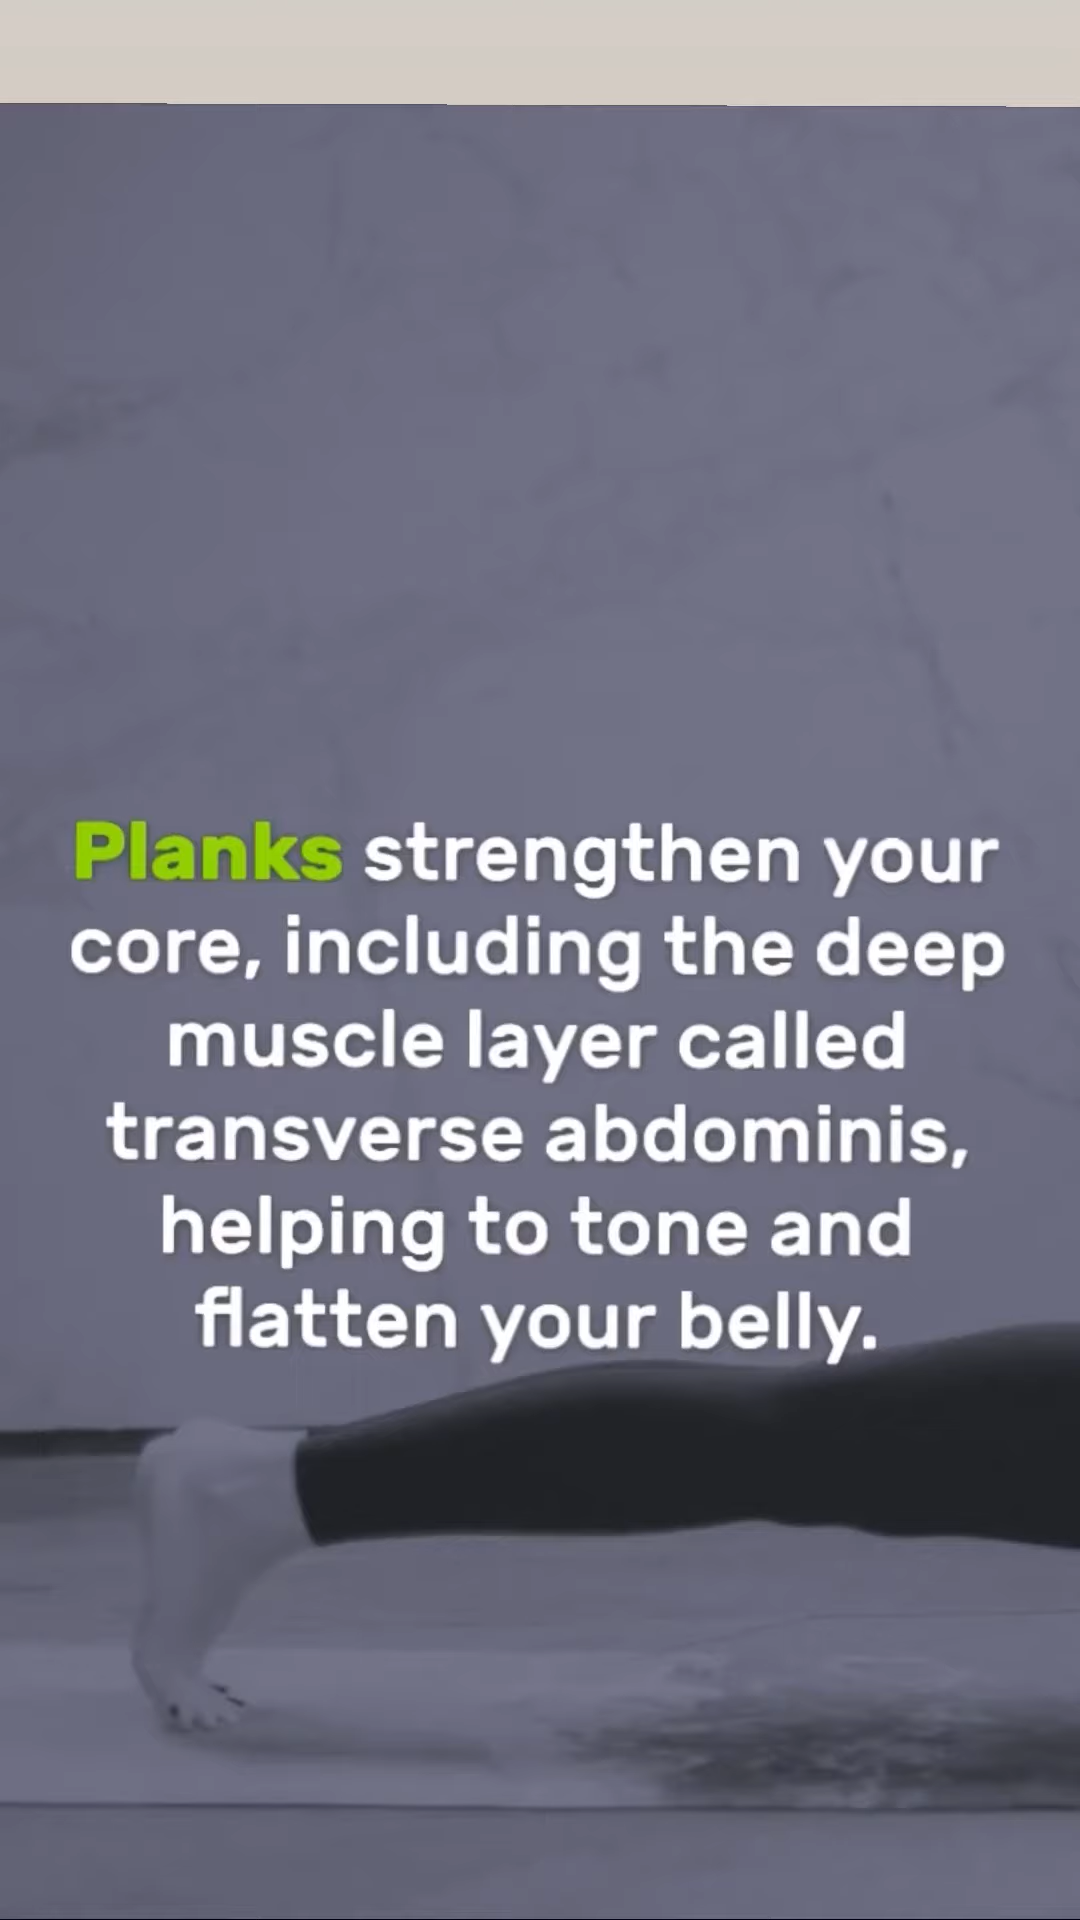 Planks strengthen your
core, including the deep
muscle layer called
transverse abdominis,
helping to tone and
flatten your belly.